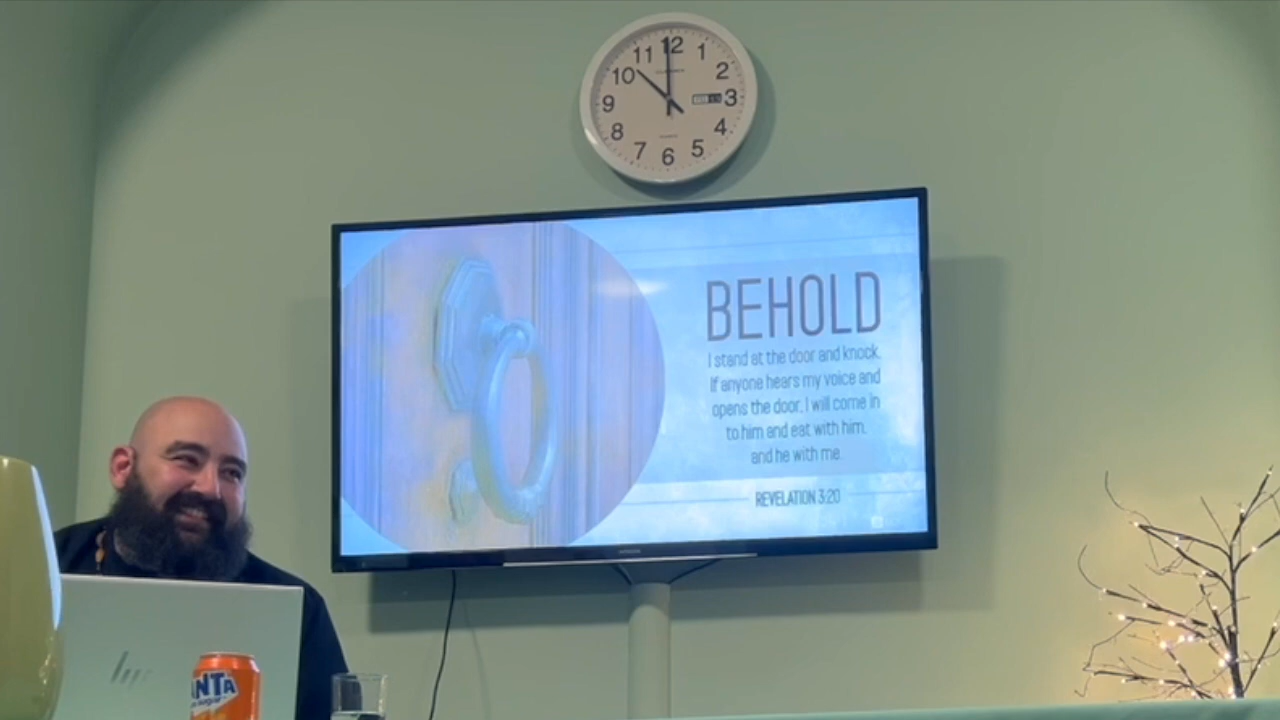 12
11
1
10
2
9
3
8
4
7
5
6
BEHOLD
I stand at the door and knock.
If anyone hears my voice and
opens the door, I will come in
to him and eat with him,
and he with me.
REVELATION 3:20
hp
ANTA